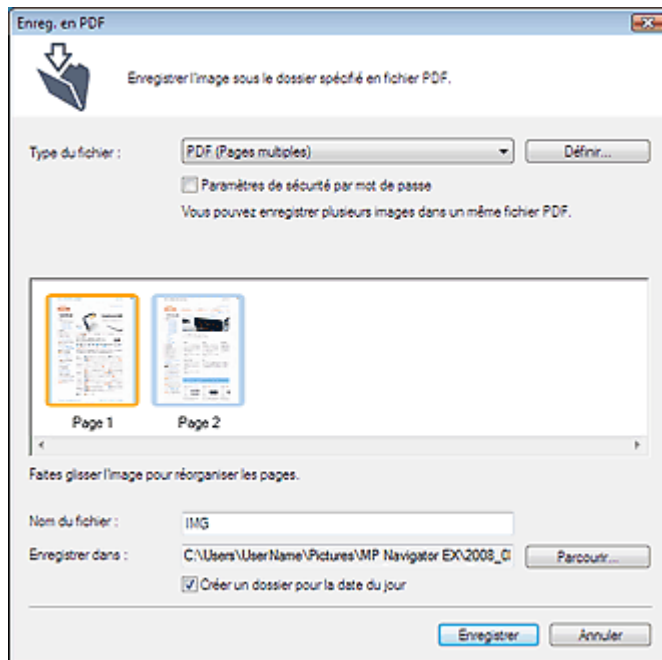 Enreg. en PDF
Enregistrer l'image sous le dossier spécifié en fichier PDF.
Type du fichier :
PDF (Pages multiples)
Définir...
Paramètres de sécurité par mot de passe
Vous pouvez enregistrer plusieurs images dans un même fichier PDF.
Page 1
Page 2
Faites glisser l'image pour réorganiser les pages.
Nom du fichier :
IMG
Enregistrer dans :
C:\Users\UserName\Pictures\MP Navigator EX\2008_0
Parcourir...
Créer un dossier pour la date du jour
Enregistrer
Annuler